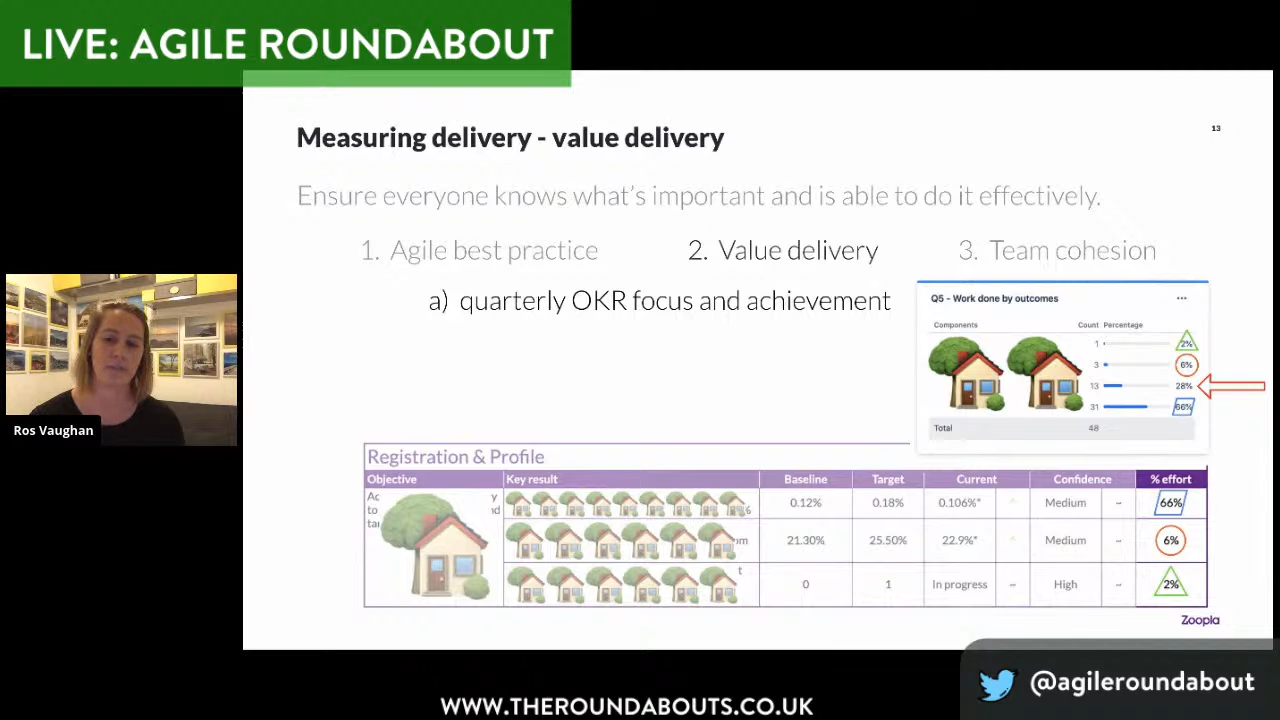 LIVE: AGILE ROUNDABOUT
Measuring delivery - value delivery
13
Ensure everyone knows what's important and is able to do it effectively.
1. Agile best practice
2. Value delivery
3. Team cohesion
a) quarterly OKR focus and achievement
Q5 - Work done by outcomes
Components Count Percentage
1 2%
3 6%
13 28%
31 66%
Total 48
Ros Vaughan
Registration & Profile
Objective Key result Baseline Target Current Confidence % effort
0.12% 0.18% 0.106%* ^ Medium ~ 66%
21.30% 25.50% 22.9%* ^ Medium ~ 6%
0 1 In progress ~ High ~ 2%
Zoopla
@agileroundabout
WWW.THEROUNDABOUTS.CO.UK